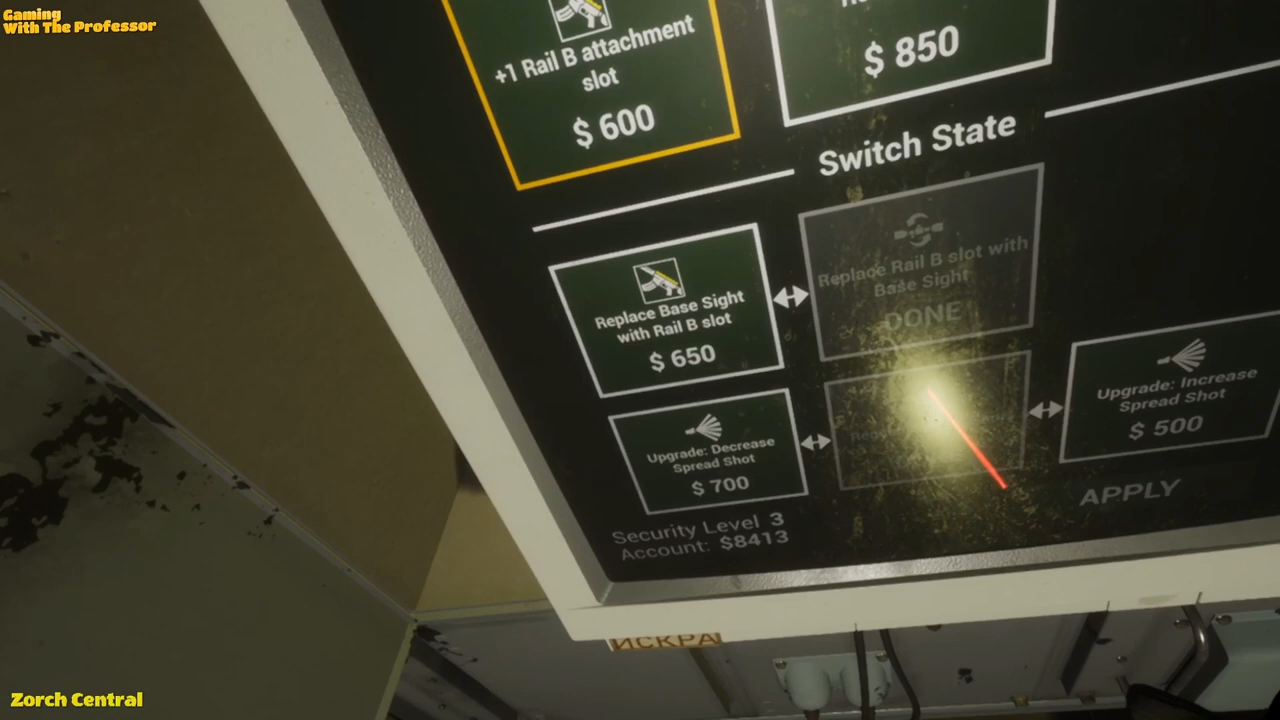 Gaming
With The Professor
+1 Rail B attachment
slot
$ 600
$ 850
Switch State
Replace Base Sight
with Rail B slot
$ 650
Replace Rail B slot with
Base Sight
DONE
Upgrade: Decrease
Spread Shot
$ 700
Upgrade: Increase
Spread Shot
$ 500
APPLY
Security Level 3
Account: $8413
ИСКРА
Zorch Central